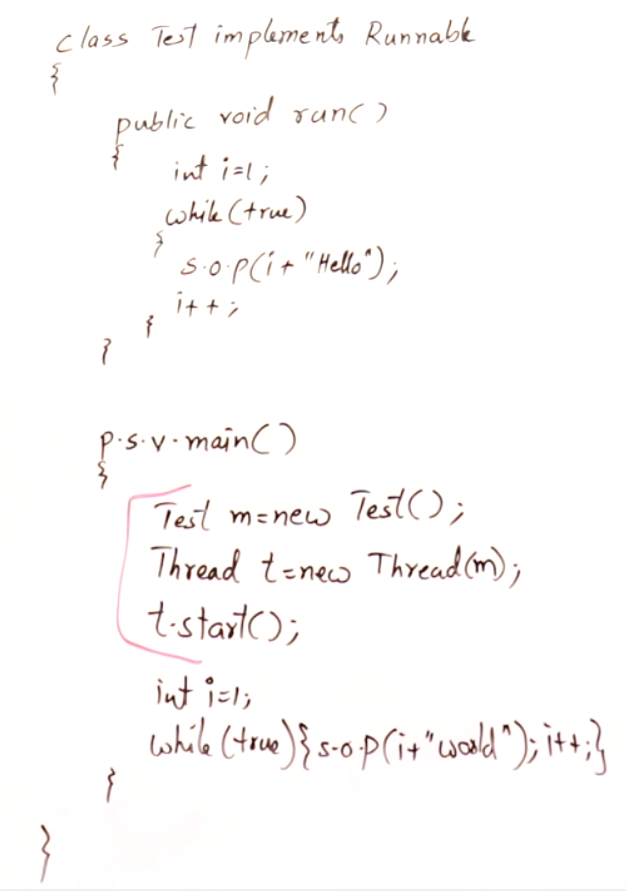 class Test implements Runnable
{
public void run()
{
int i=1;
while(true)
{
s.o.p(i+ "Hello");
i++;
}
}
p.s.v.main()
{
Test m=new Test();
Thread t=new Thread(m);
t.start();
int i=1;
while(true){s.o.p(i+"world");i++;}
}
}